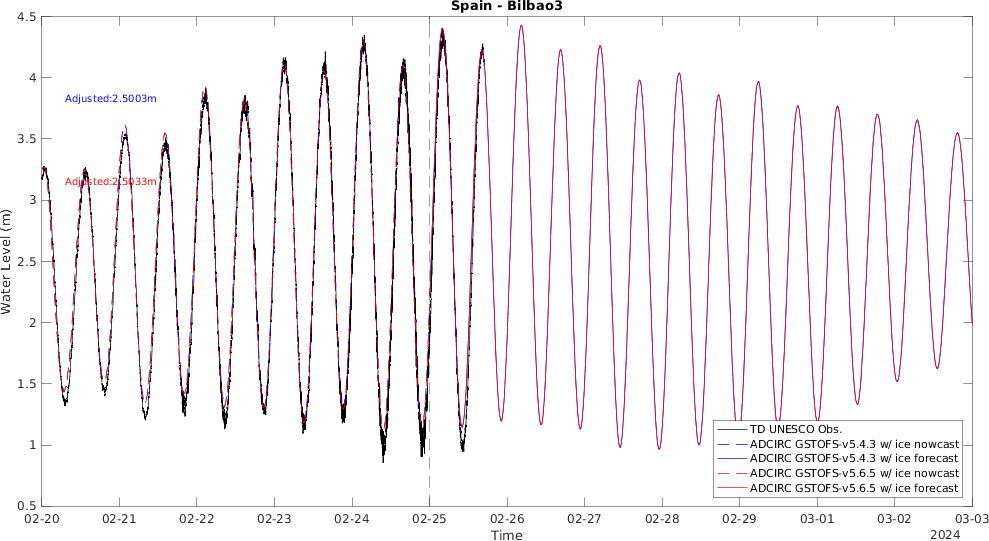 Spain - Bilbao3
4.5
4
3.5
3
2.5
2
1.5
1
0.5
Water Level (m)
Adjusted:2.5003m
Adjusted:2.5033m
TD UNESCO Obs.
ADCIRC GSTOFS-v5.4.3 w/ ice nowcast
ADCIRC GSTOFS-v5.4.3 w/ ice forecast
ADCIRC GSTOFS-v5.6.5 w/ ice nowcast
ADCIRC GSTOFS-v5.6.5 w/ ice forecast
02-20 02-21 02-22 02-23 02-24 02-25 02-26 02-27 02-28 02-29 03-01 03-02 03-03
Time
2024